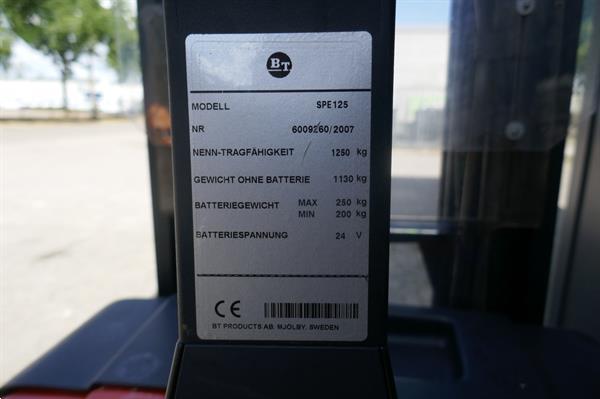 BT
MODELL SPE125
NR 6009260/2007
NENN-TRAGFÄHIGKEIT 1250 kg
GEWICHT OHNE BATTERIE 1130 kg
BATTERIEGEWICHT MAX 250 kg
MIN 200 kg
BATTERIESPANNUNG 24 V
CE
BT PRODUCTS AB. MJÖLBY. SWEDEN